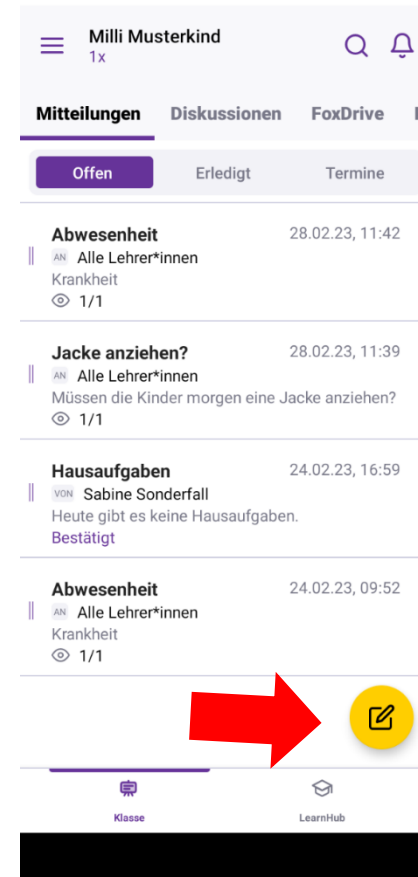 Milli Musterkind
1x
Mitteilungen Diskussionen FoxDrive
Offen Erledigt Termine
Abwesenheit 28.02.23, 11:42
AN Alle Lehrer*innen
Krankheit
1/1
Jacke anziehen? 28.02.23, 11:39
AN Alle Lehrer*innen
Müssen die Kinder morgen eine Jacke anziehen?
1/1
Hausaufgaben 24.02.23, 16:59
VON Sabine Sonderfall
Heute gibt es keine Hausaufgaben.
Bestätigt
Abwesenheit 24.02.23, 09:52
AN Alle Lehrer*innen
Krankheit
1/1
Klasse LearnHub